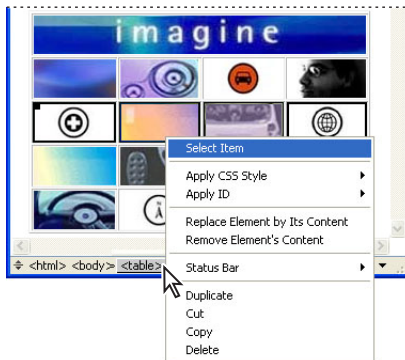 imagine
Select Item
Apply CSS Style
Apply ID
Replace Element by Its Content
Remove Element's Content
<html> <body> <table>
Status Bar
Duplicate
Cut
Copy
Delete